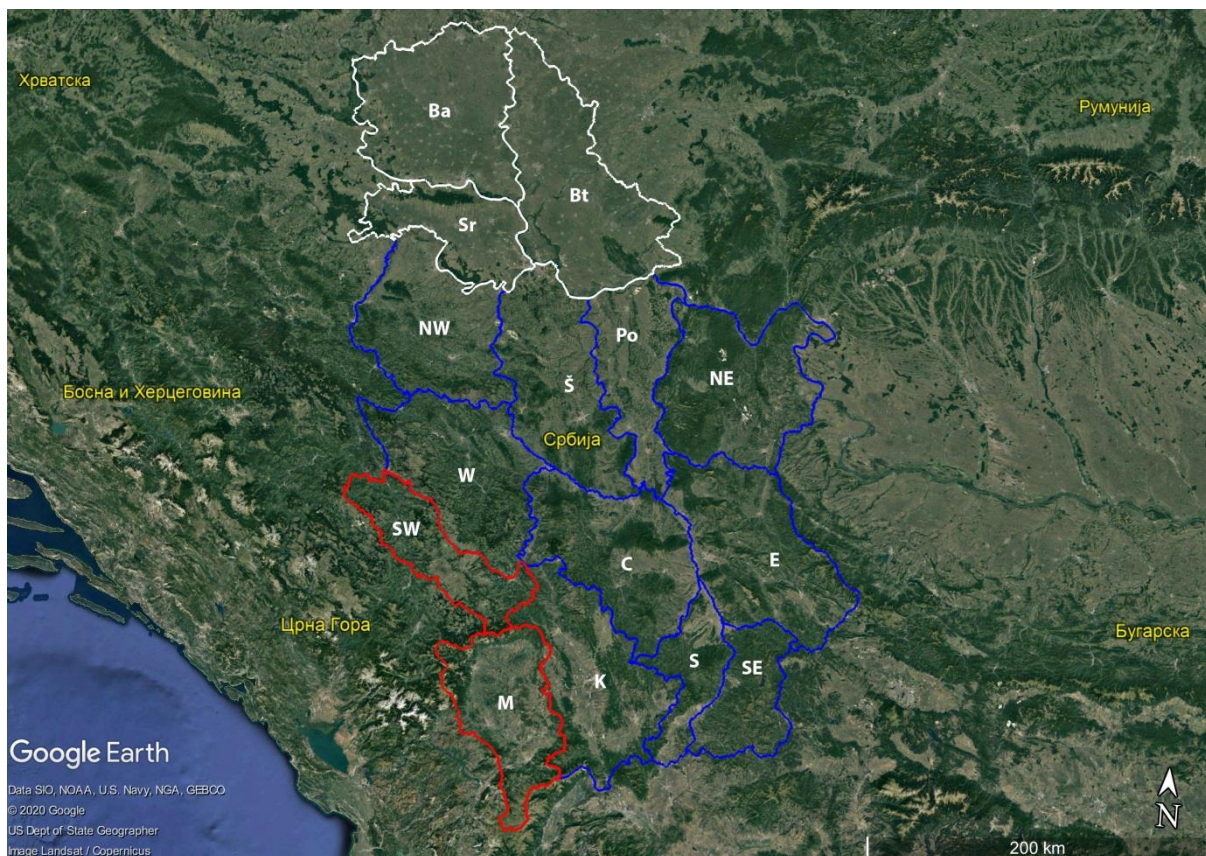 Хрватска
Румунија
Ba
Bt
Sr
NW
Po
NE
Š
Босна и Херцеговина
Србија
W
SW
C
E
Црна Гора
Бугарска
S
SE
K
M
Google Earth
Data SIO, NOAA, U.S. Navy, NGA, GEBCO
© 2020 Google
US Dept of State Geographer
Image Landsat / Copernicus
N
200 km